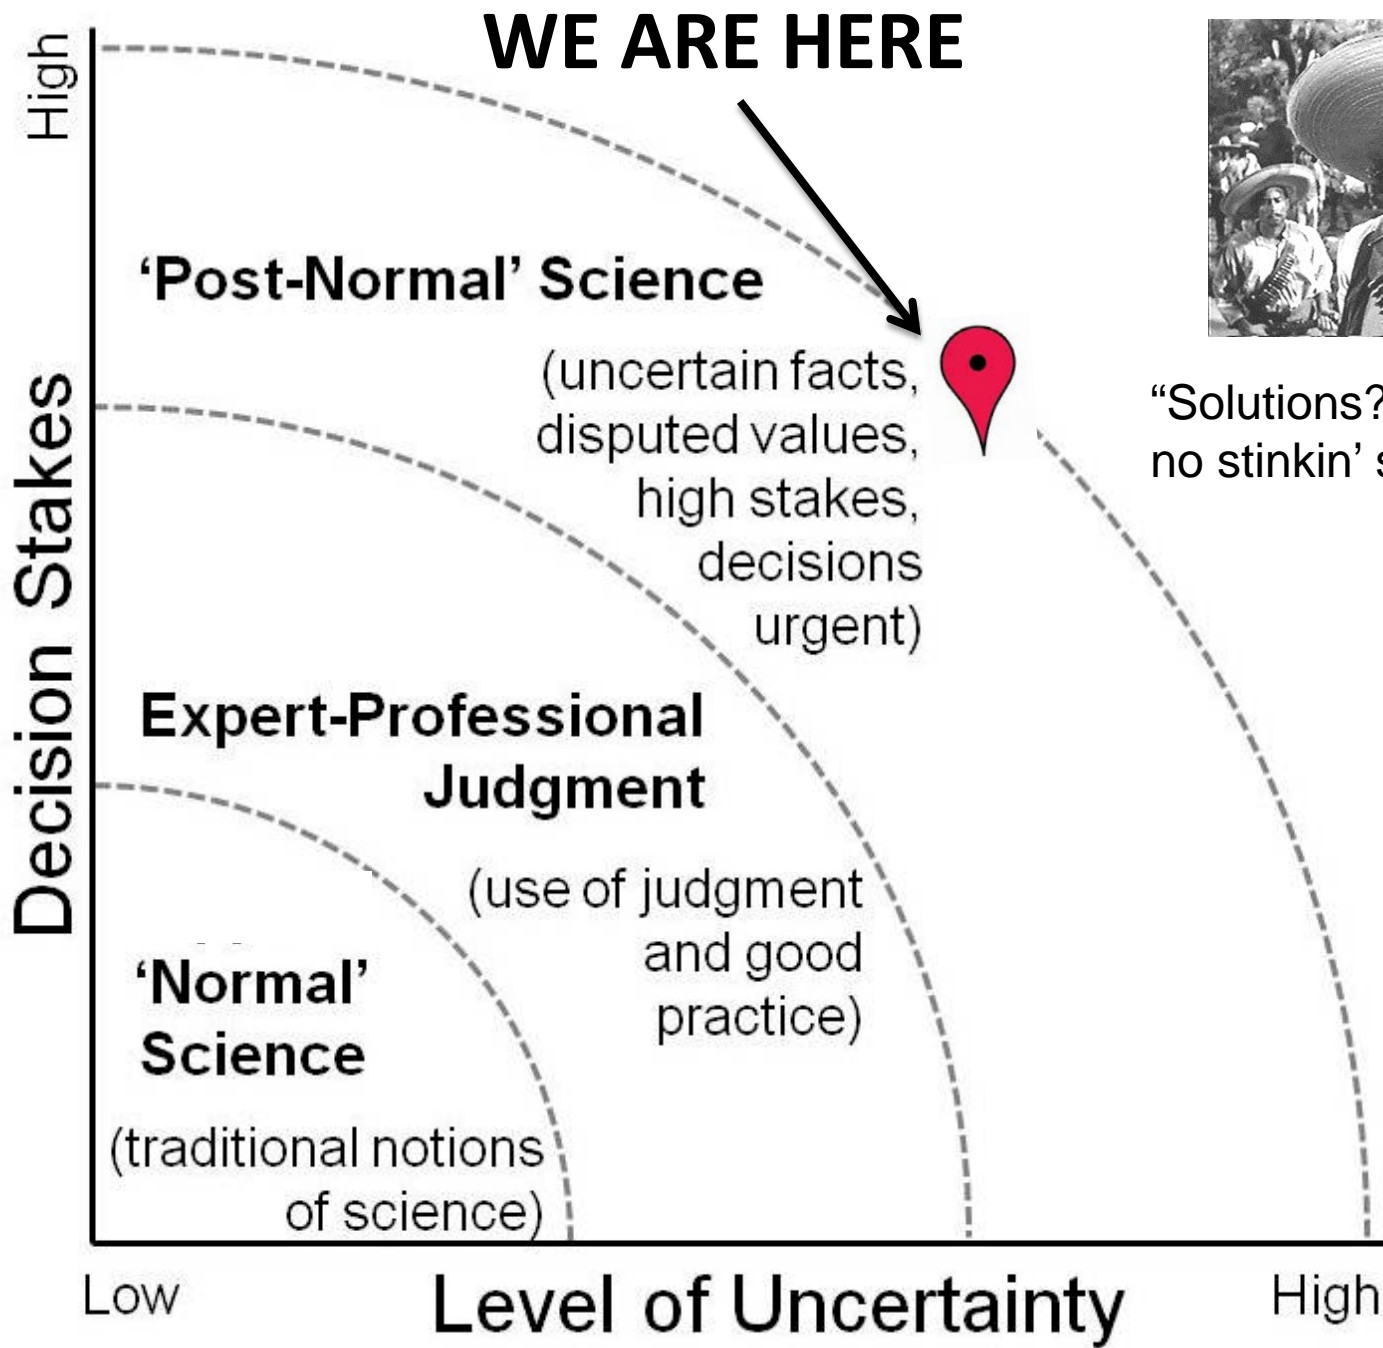 WE ARE HERE
High
‘Post-Normal’ Science
(uncertain facts,
disputed values,
high stakes,
decisions
urgent)
“Solutions?
no stinkin’
Decision Stakes
Expert-Professional
Judgment
(use of judgment
and good
practice)
‘Normal’
Science
(traditional notions
of science)
Low
Level of Uncertainty
High